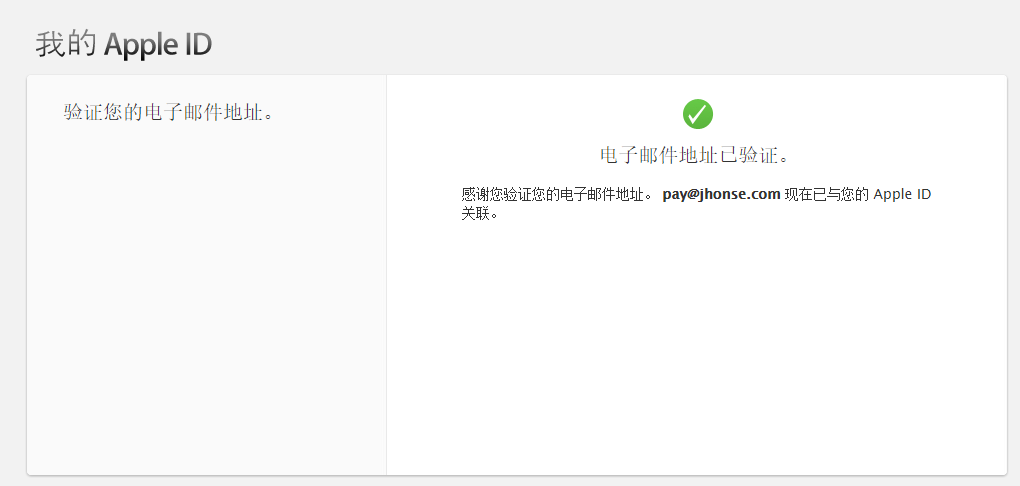 我的 Apple ID
验证您的电子邮件地址。
电子邮件地址已验证。
感谢您验证您的电子邮件地址。 pay@jhonse.com 现在已与您的 Apple ID
关联。